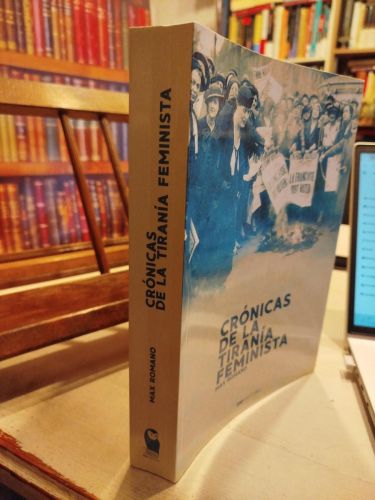 CRÓNICAS
DE LA TIRANÍA FEMINISTA
MAX ROMANO
CRÓNICAS
DE LA
TIRANÍA
FEMINISTA
MAX ROMANO